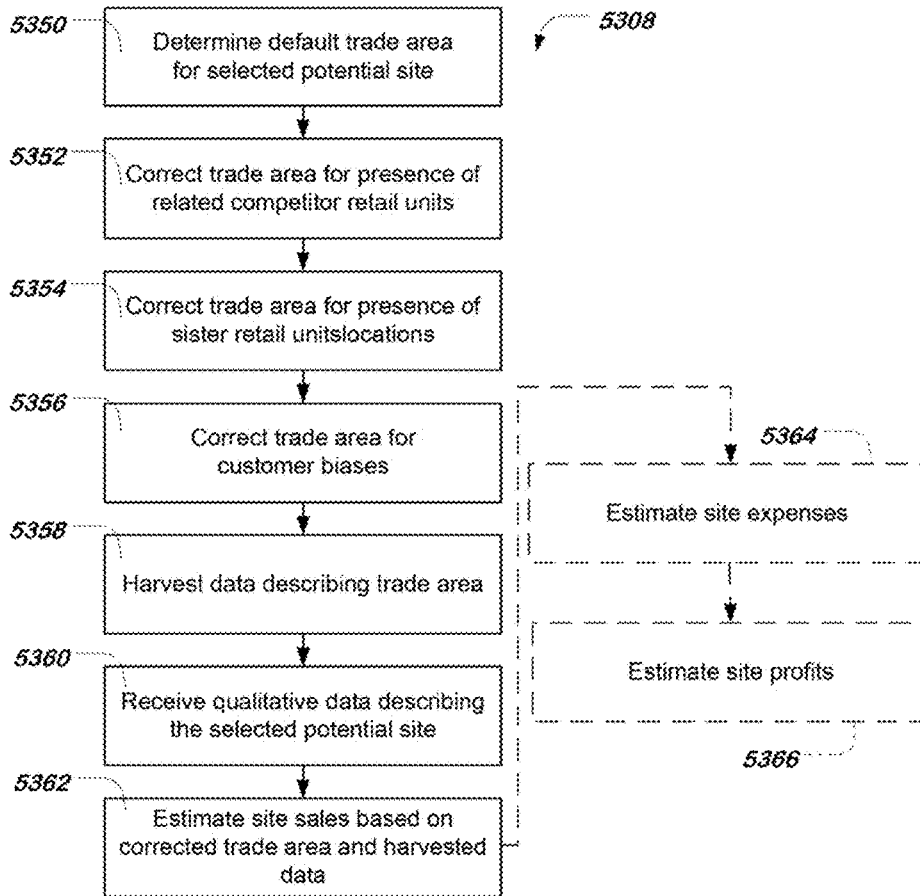 5350
Determine default trade area
for selected potential site
5308
5352
Correct trade area for presence of
related competitor retail units
5354
Correct trade area for presence of
sister retail unitslocations
5356
Correct trade area for
customer biases
5358
Harvest data describing trade area
5360
Receive qualitative data describing
the selected potential site
5362
Estimate site sales based on
corrected trade area and harvested
data
5364
Estimate site expenses
Estimate site profits
5366